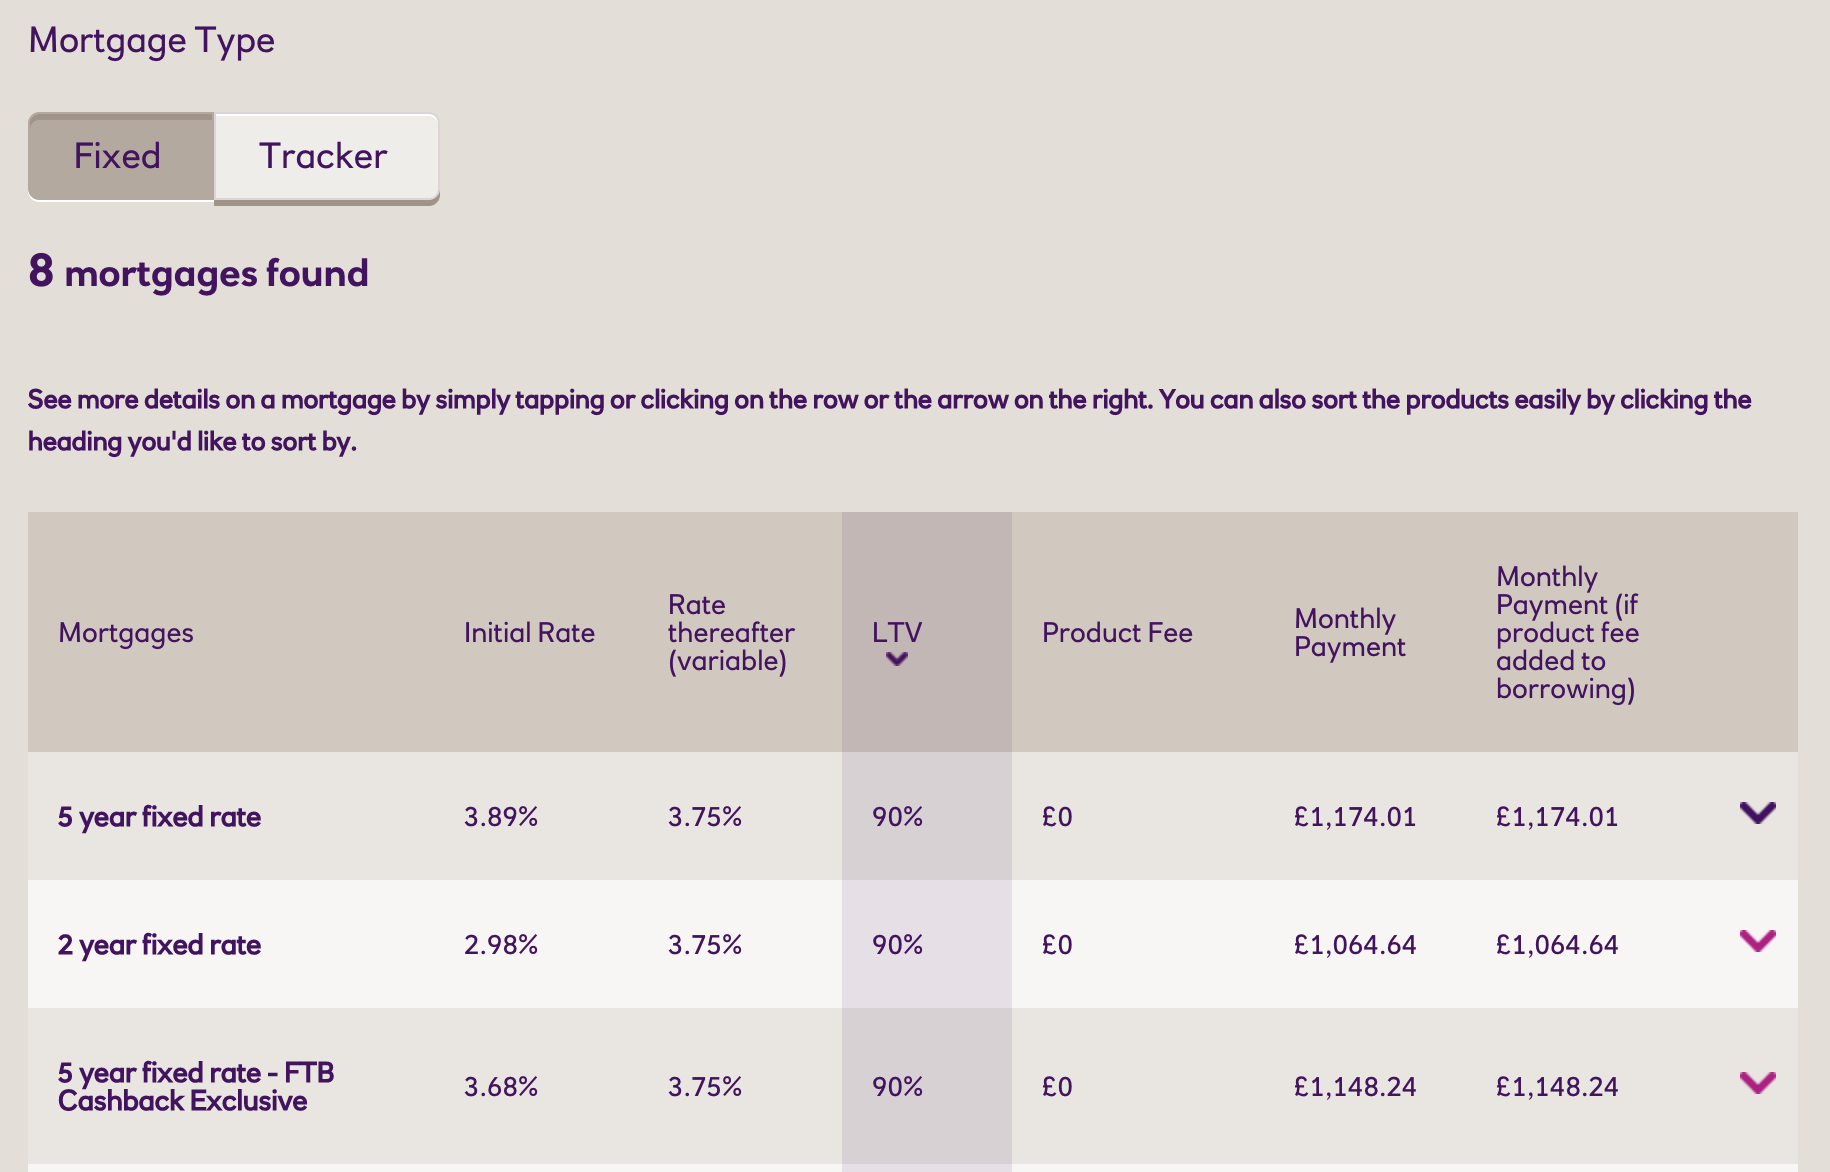 Mortgage Type
Fixed
Tracker
8 mortgages found
See more details on a mortgage by simply tapping or clicking on the row or the arrow on the right. You can also sort the products easily by clicking the
heading you'd like to sort by.
Mortgages
Initial Rate
Rate
thereafter
(variable)
LTV
Product Fee
Monthly
Payment
Monthly
Payment (if
product fee
added to
borrowing)
5 year fixed rate
3.89%
3.75%
90%
£0
£1,174.01
£1,174.01
2 year fixed rate
2.98%
3.75%
90%
£0
£1,064.64
£1,064.64
5 year fixed rate - FTB
Cashback Exclusive
3.68%
3.75%
90%
£0
£1,148.24
£1,148.24